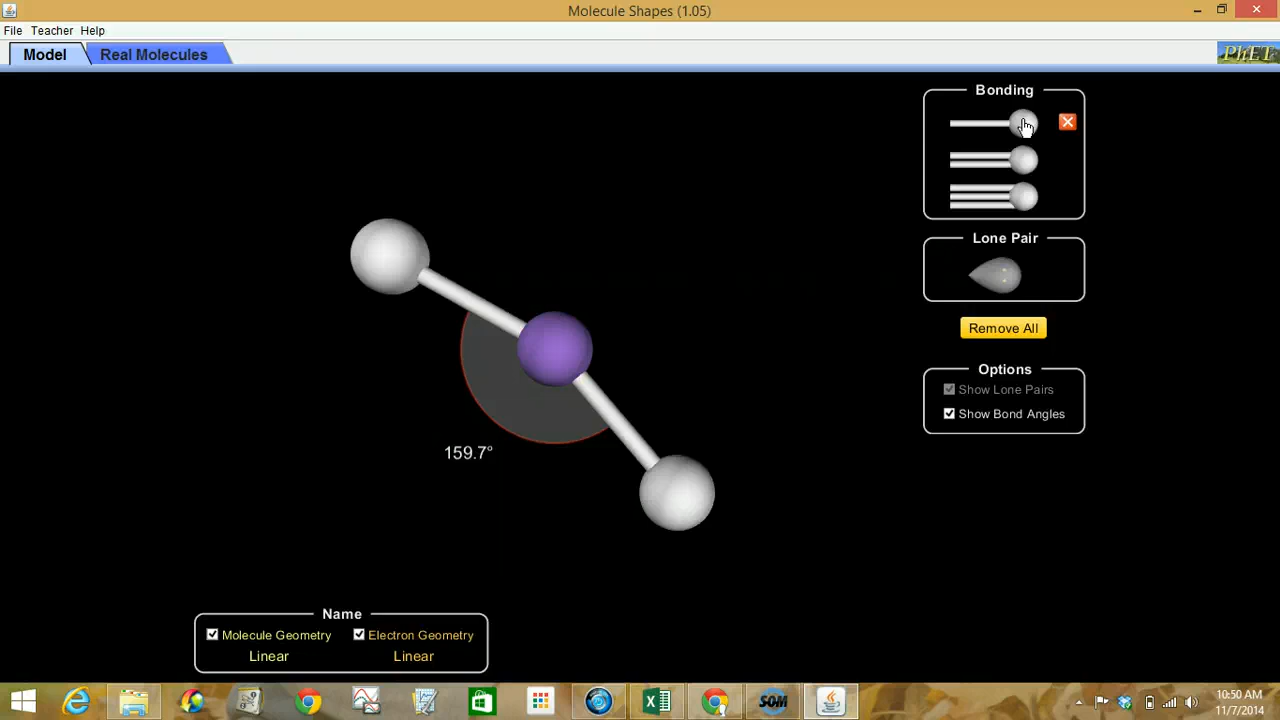 Molecule Shapes (1.05)
File Teacher Help
Model Real Molecules
PhET
Bonding
Lone Pair
Remove All
Options
Show Lone Pairs
Show Bond Angles
159.7°
Name
Molecule Geometry Electron Geometry
Linear Linear
SOM
10:50 AM
11/7/2014